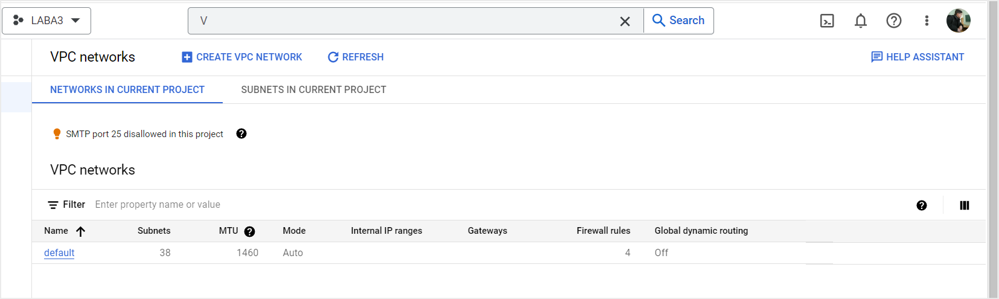 LABA3
V
Search
VPC networks
CREATE VPC NETWORK
REFRESH
HELP ASSISTANT
NETWORKS IN CURRENT PROJECT
SUBNETS IN CURRENT PROJECT
SMTP port 25 disallowed in this project
VPC networks
Filter Enter property name or value
Name Subnets MTU Mode Internal IP ranges Gateways Firewall rules Global dynamic routing
default 38 1460 Auto 4 Off